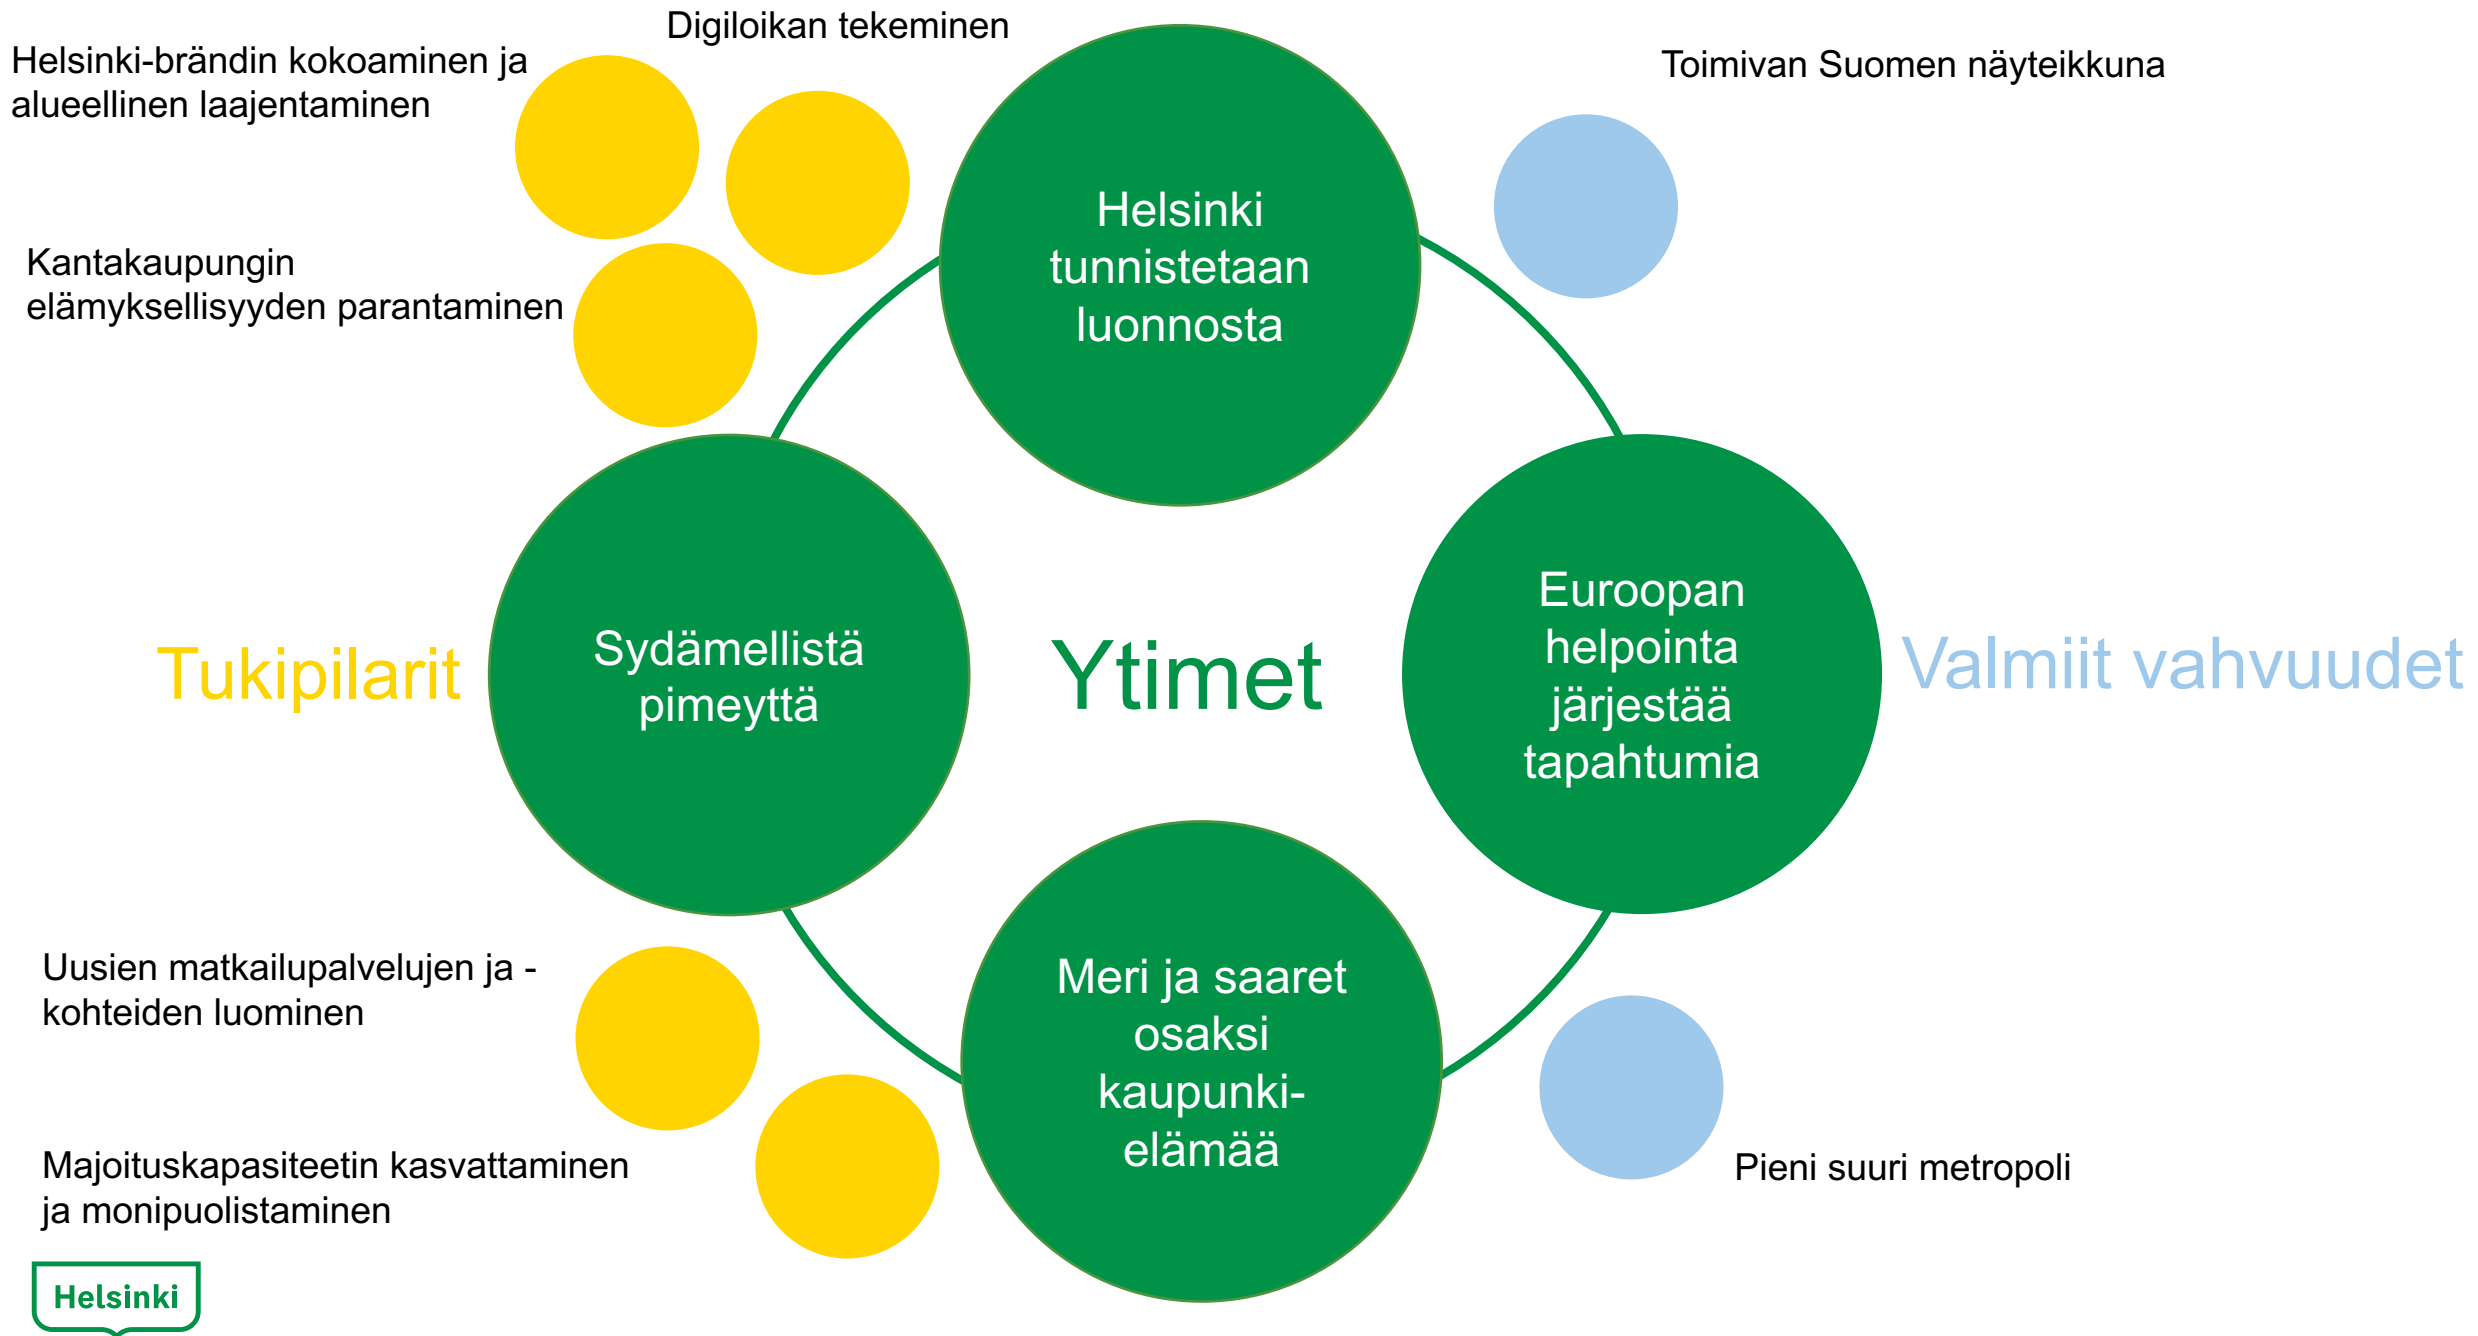 Digiloikan tekeminen
Helsinki-brändin kokoaminen ja
alueellinen laajentaminen
Toimivan Suomen näyteikkuna
Helsinki
tunnistetaan
luonnosta
Kantakaupungin
elämyksellisyyden parantaminen
Tukipilarit
Sydämellistä
pimeyttä
Ytimet
Euroopan
helpointa
järjestää
tapahtumia
Valmiit vahvuudet
Uusien matkailupalvelujen ja -
kohteiden luominen
Meri ja saaret
osaksi
kaupunki-
elämää
Majoituskapasiteetin kasvattaminen
ja monipuolistaminen
Pieni suuri metropoli
Helsinki